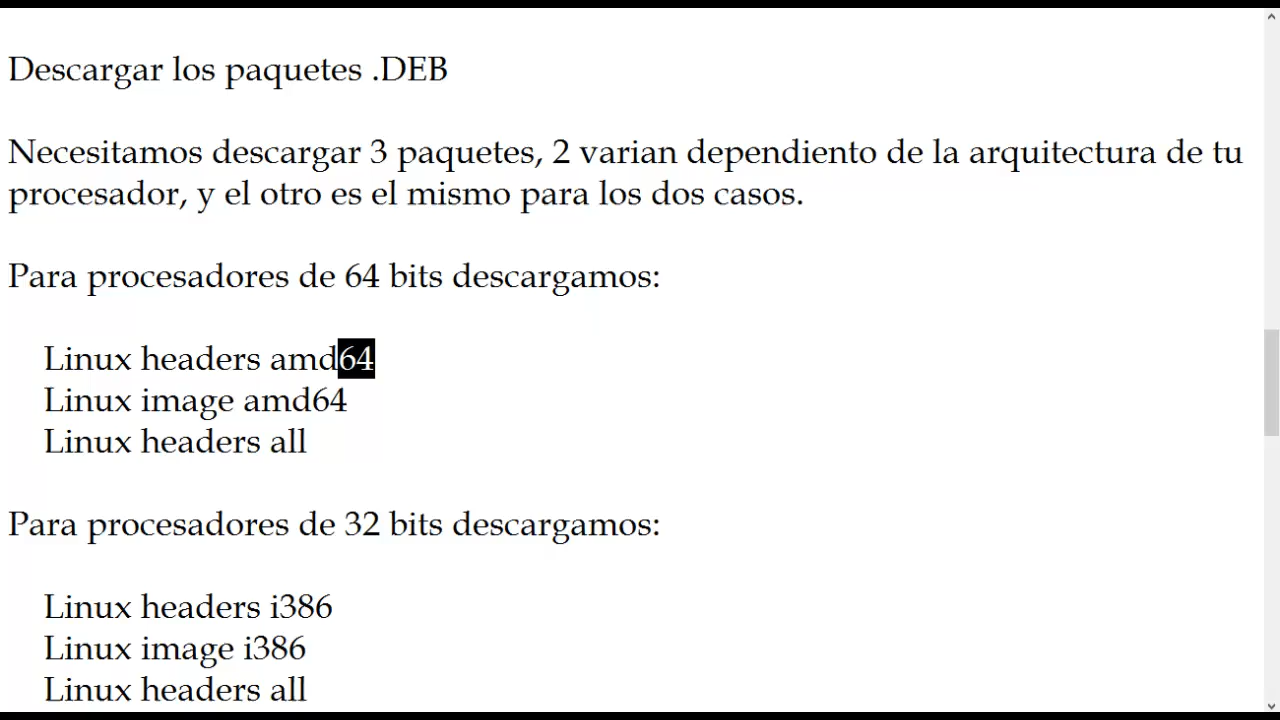 Descargar los paquetes .DEB
Necesitamos descargar 3 paquetes, 2 varian dependiento de la arquitectura de tu
procesador, y el otro es el mismo para los dos casos.
Para procesadores de 64 bits descargamos:
Linux headers amd64
Linux image amd64
Linux headers all
Para procesadores de 32 bits descargamos:
Linux headers i386
Linux image i386
Linux headers all